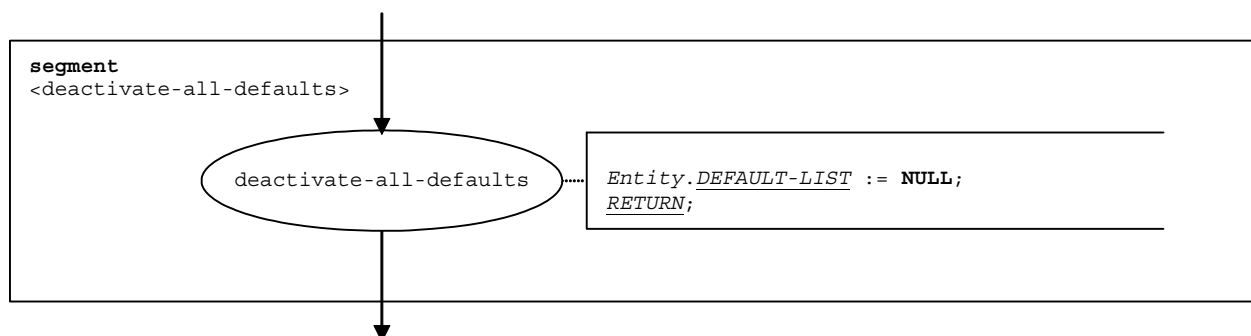 segment
<deactivate-all-defaults>
deactivate-all-defaults
Entity.DEFAULT-LIST := NULL;
RETURN;